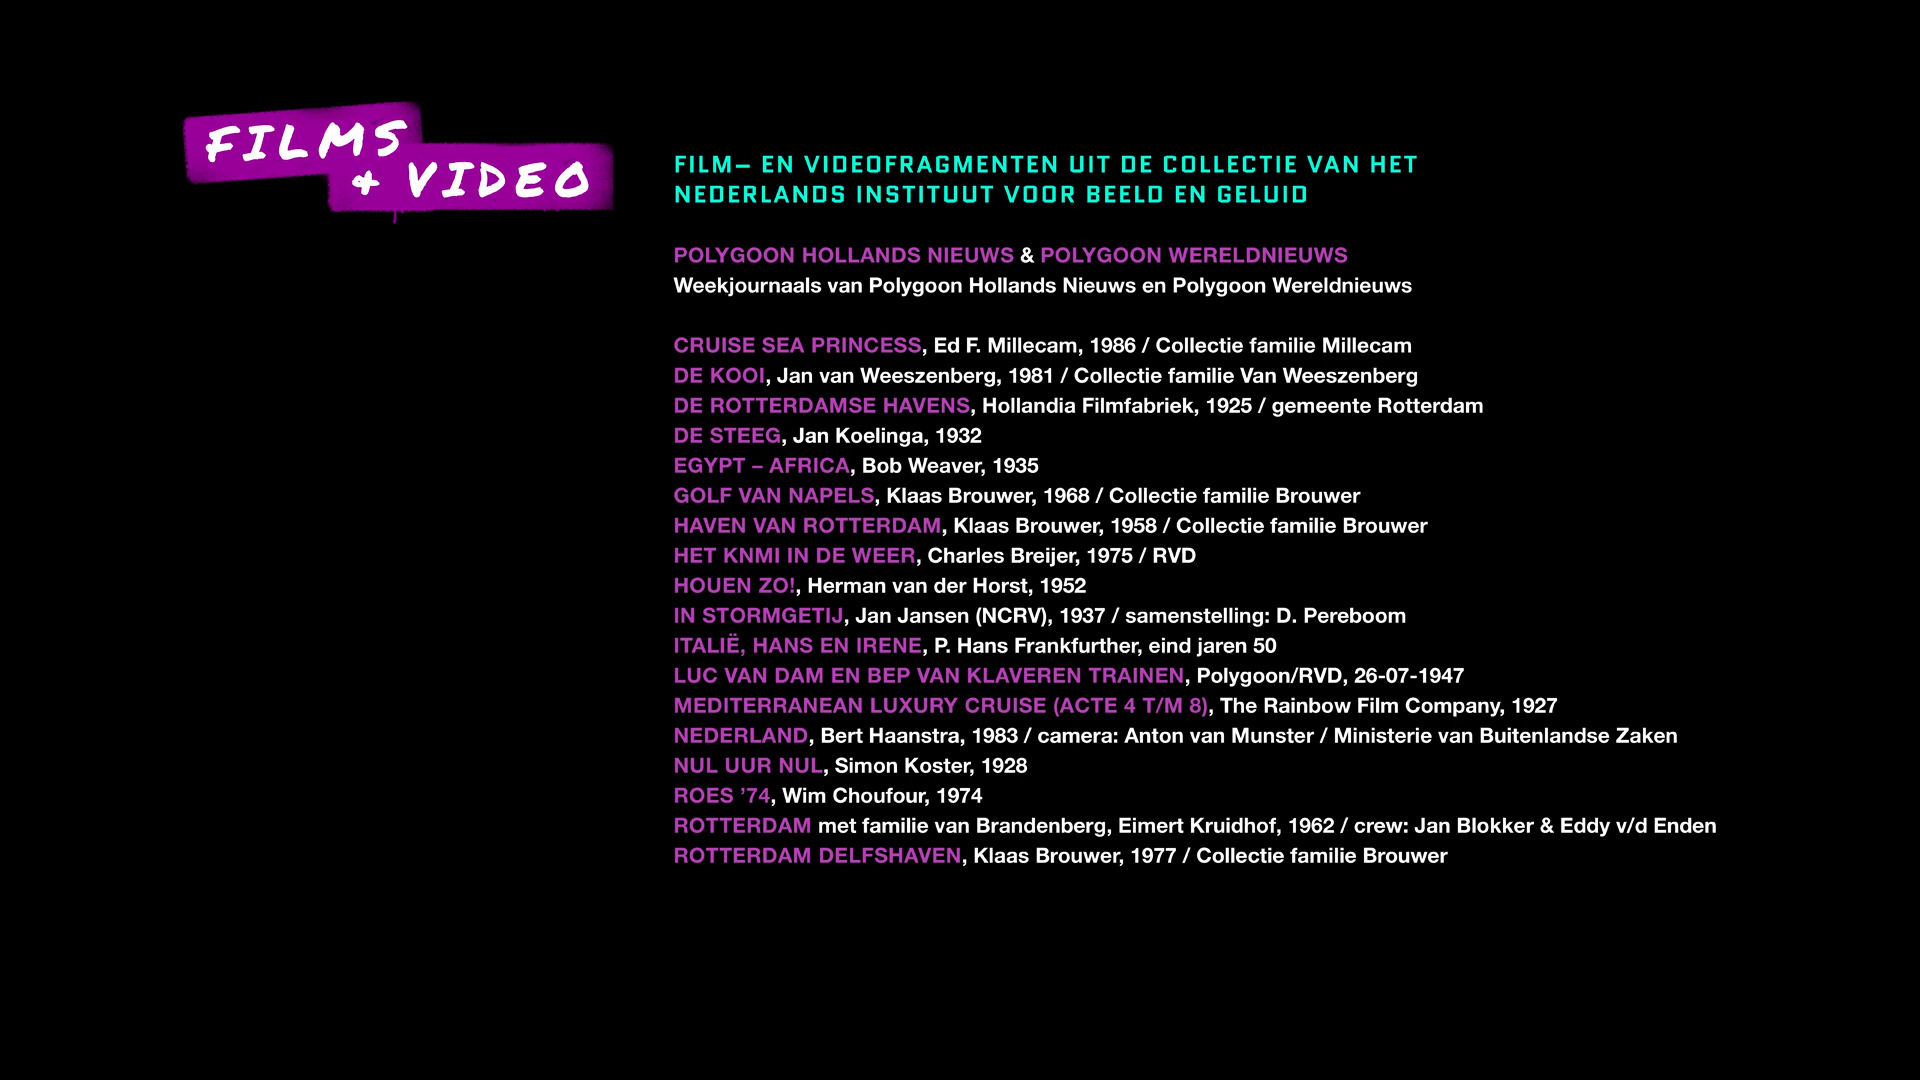 FILMS
& VIDEO
FILM– EN VIDEOFRAGMENTEN UIT DE COLLECTIE VAN HET
NEDERLANDS INSTITUUT VOOR BEELD EN GELUID
POLYGOON HOLLANDS NIEUWS & POLYGOON WERELDNIEUWS
Weekjournaals van Polygoon Hollands Nieuws en Polygoon Wereldnieuws
CRUISE SEA PRINCESS, Ed F. Millecam, 1986 / Collectie familie Millecam
DE KOOI, Jan van Weeszenberg, 1981 / Collectie familie Van Weeszenberg
DE ROTTERDAMSE HAVENS, Hollandia Filmfabriek, 1925 / gemeente Rotterdam
DE STEEG, Jan Koelinga, 1932
EGYPT – AFRICA, Bob Weaver, 1935
GOLF VAN NAPELS, Klaas Brouwer, 1968 / Collectie familie Brouwer
HAVEN VAN ROTTERDAM, Klaas Brouwer, 1958 / Collectie familie Brouwer
HET KNMI IN DE WEER, Charles Breijer, 1975 / RVD
HOUEN ZO!, Herman van der Horst, 1952
IN STORMGETIJ, Jan Jansen (NCRV), 1937 / samenstelling: D. Pereboom
ITALIË, HANS EN IRENE, P. Hans Frankfurther, eind jaren 50
LUC VAN DAM EN BEP VAN KLAVEREN TRAINEN, Polygoon/RVD, 26-07-1947
MEDITERRANEAN LUXURY CRUISE (ACTE 4 T/M 8), The Rainbow Film Company, 1927
NEDERLAND, Bert Haanstra, 1983 / camera: Anton van Munster / Ministerie van Buitenlandse Zaken
NUL UUR NUL, Simon Koster, 1928
ROES ’74, Wim Choufour, 1974
ROTTERDAM met familie van Brandenberg, Eimert Kruidhof, 1962 / crew: Jan Blokker & Eddy v/d Enden
ROTTERDAM DELFSHAVEN, Klaas Brouwer, 1977 / Collectie familie Brouwer